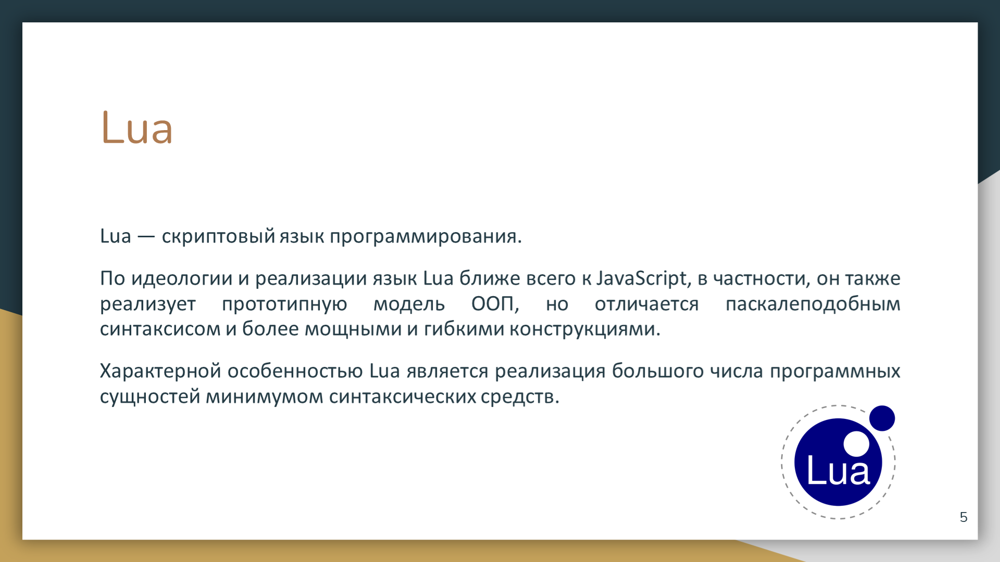 Lua
Lua — скриптовый язык программирования.
По идеологии и реализации язык Lua ближе всего к JavaScript, в частности, он также
реализует прототипную модель ООП, но отличается паскалеподобным
синтаксисом и более мощными и гибкими конструкциями.
Характерной особенностью Lua является реализация большого числа программных
сущностей минимумом синтаксических средств.
Lua
5